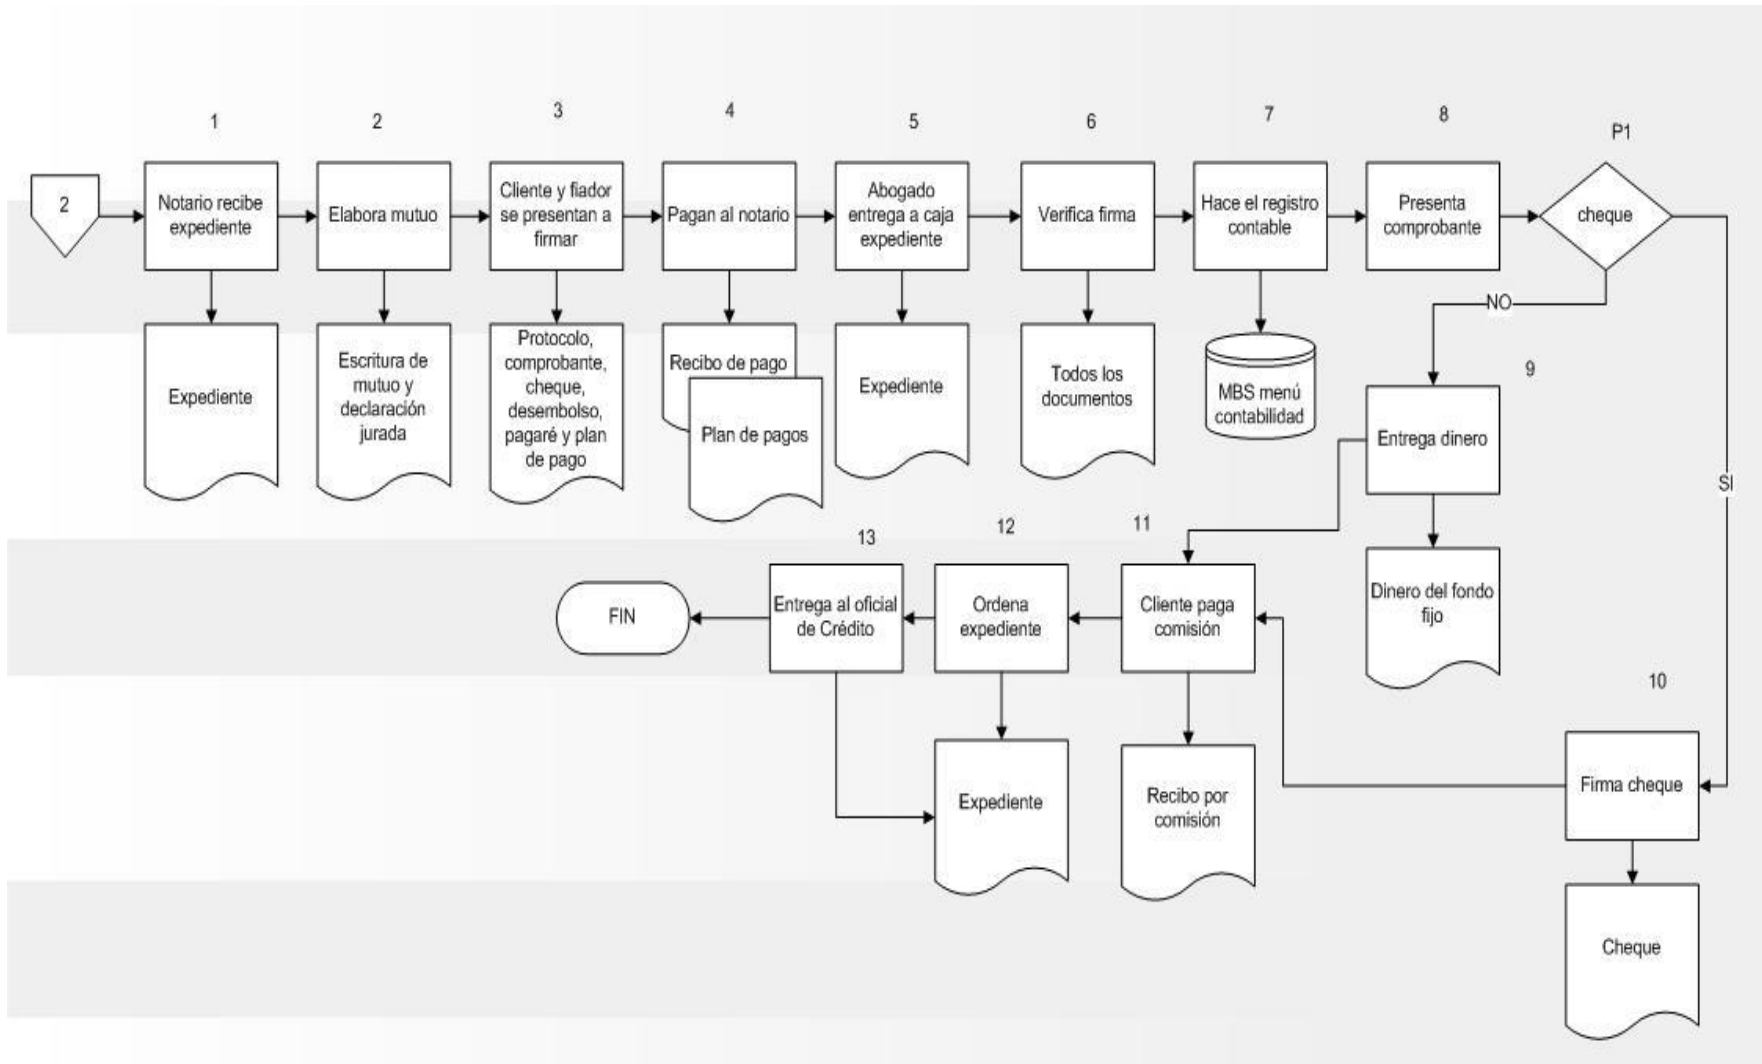 1
2
3
4
5
6
7
8
P1
2
Notario recibe
expediente
Elabora mutuo
Cliente y fiador
se presentan a
firmar
Pagan al notario
Abogado
entrega a caja
expediente
Verifica firma
Hace el registro
contable
Presenta
comprobante
cheque
NO
SI
Expediente
Escritura de
mutuo y
declaración
jurada
Protocolo,
comprobante,
cheque,
desembolso,
pagaré y plan
de pago
Recibo de pago
Plan de pagos
Expediente
Todos los
documentos
MBS menú
contabilidad
9
Entrega dinero
Dinero del fondo
fijo
13
12
11
FIN
Entrega al oficial
de Crédito
Ordena
expediente
Cliente paga
comisión
10
Firma cheque
Expediente
Recibo por
comisión
Cheque